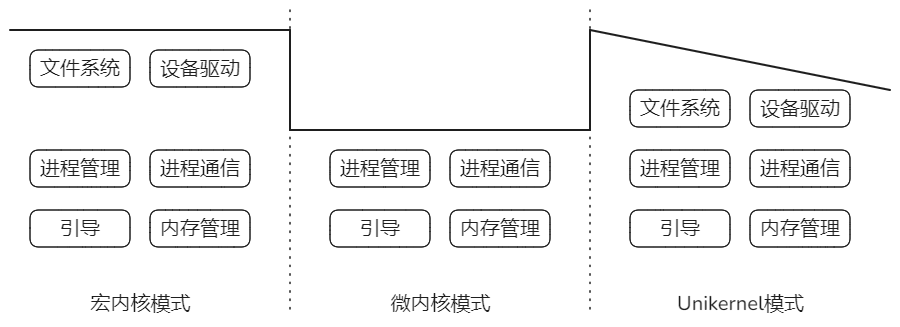 文件系统 设备驱动
文件系统 设备驱动
进程管理 进程通信 进程管理 进程通信 进程管理 进程通信
引导 内存管理 引导 内存管理 引导 内存管理
宏内核模式 微内核模式 Unikernel模式